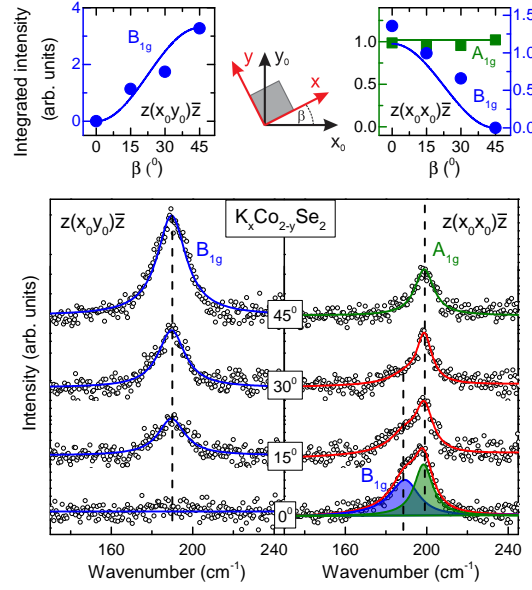 Integrated intensity
(arb. units)
4
2
0
B1g
z(x0y0)z̅
0 15 30 45
β (⁰)
y
y0
x
β
x0
1.0
0.5
0.0
A1g
B1g
z(x0x0)z̅
1.5
1.0
0.5
0.0
0 15 30 45
β (⁰)
Intensity (arb. units)
z(x0y0)z̅
KxCo2-ySe2
z(x0x0)z̅
B1g
A1g
45⁰
30⁰
15⁰
B1g
0⁰
160 200 240
160 200 240
Wavenumber (cm⁻¹)
Wavenumber (cm⁻¹)